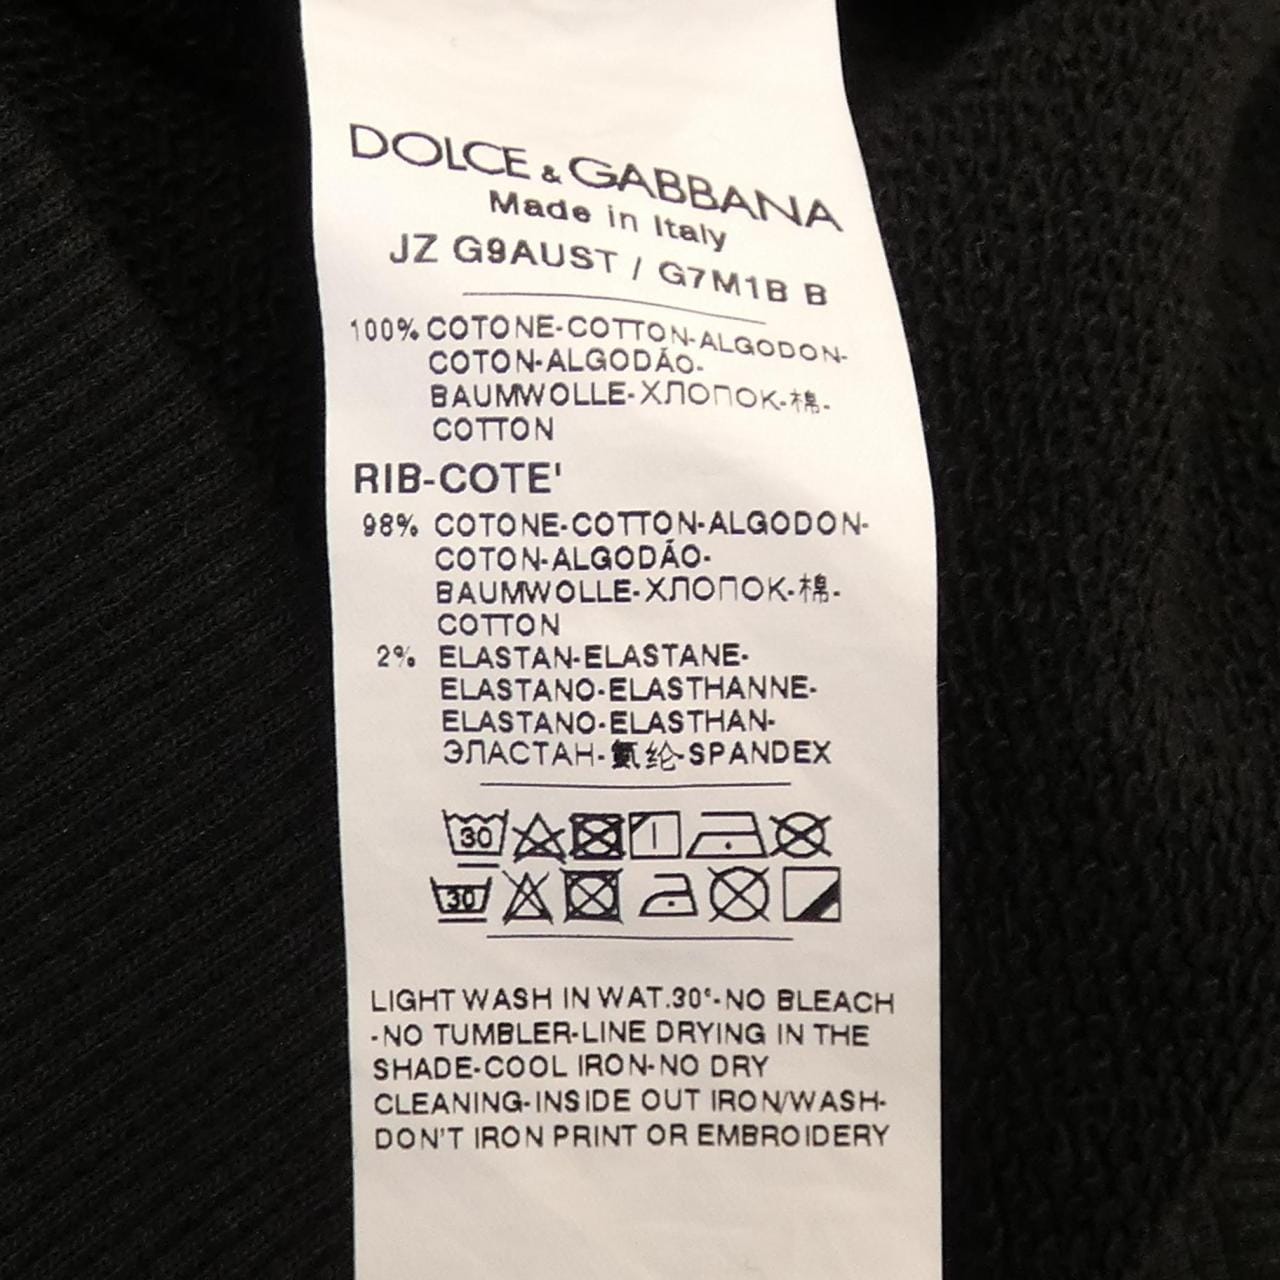 DOLCE & GABBANA
Made in Italy
JZ G9AUST / G7M1B B
100% COTONE-COTTON-ALGODON-
COTON-ALGODÃO-
BAUMWOLLE-ХЛОПОК-棉-
COTTON
RIB-COTE'
98% COTONE-COTTON-ALGODON-
COTON-ALGODÃO-
BAUMWOLLE-ХЛОПОК-棉-
COTTON
2% ELASTAN-ELASTANE-
ELASTANO-ELASTHANNE-
ELASTANO-ELASTHAN-
ЭЛАСТАН-氨纶-SPANDEX
30
30
LIGHT WASH IN WAT.30°-NO BLEACH
-NO TUMBLER-LINE DRYING IN THE
SHADE-COOL IRON-NO DRY
CLEANING-INSIDE OUT IRON/WASH-
DON'T IRON PRINT OR EMBROIDERY